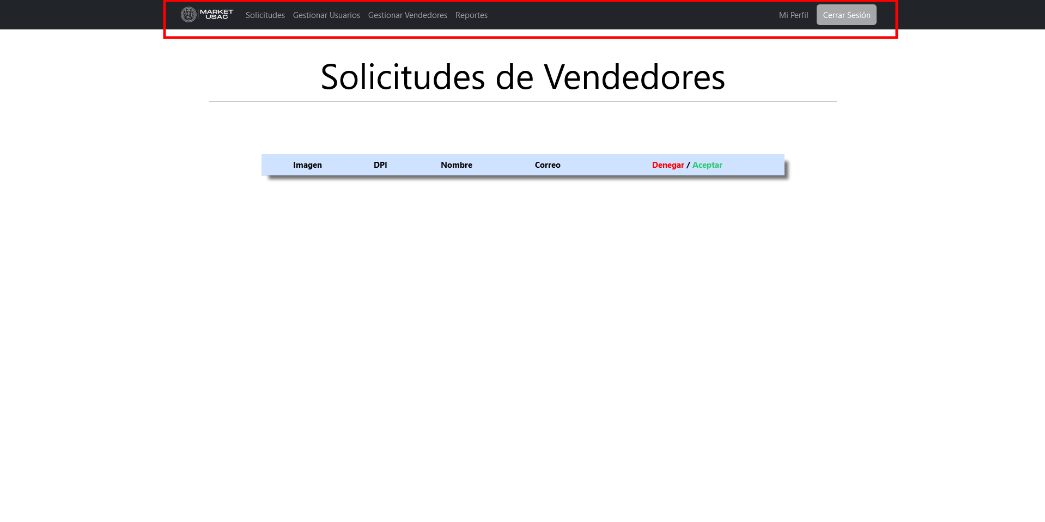 MARKET USAC Solicitudes Gestionar Usuarios Gestionar Vendedores Reportes Mi Perfil Cerrar Sesión
Solicitudes de Vendedores
Imagen DPI Nombre Correo Denegar / Aceptar